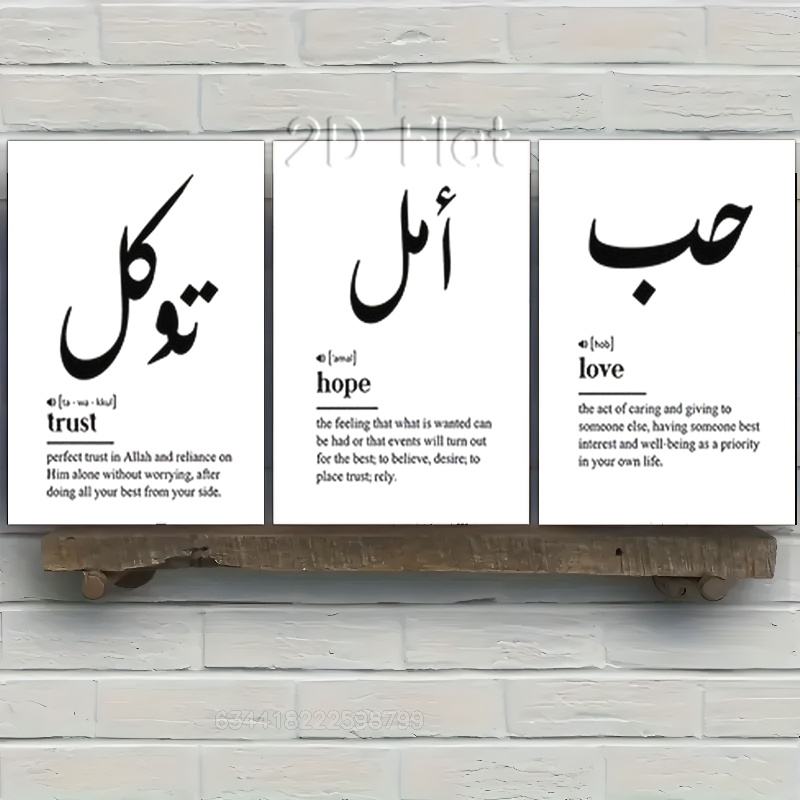 2D Flat
توكل
[ta - wa - kkul]
trust
perfect trust in Allah and reliance on
Him alone without worrying, after
doing all your best from your side.
أمل
['amal]
hope
the feeling that what is wanted can
be had or that events will turn out
for the best; to believe, desire; to
place trust; rely.
حب
[hob]
love
the act of caring and giving to
someone else, having someone best
interest and well-being as a priority
in your own life.
634418222598799